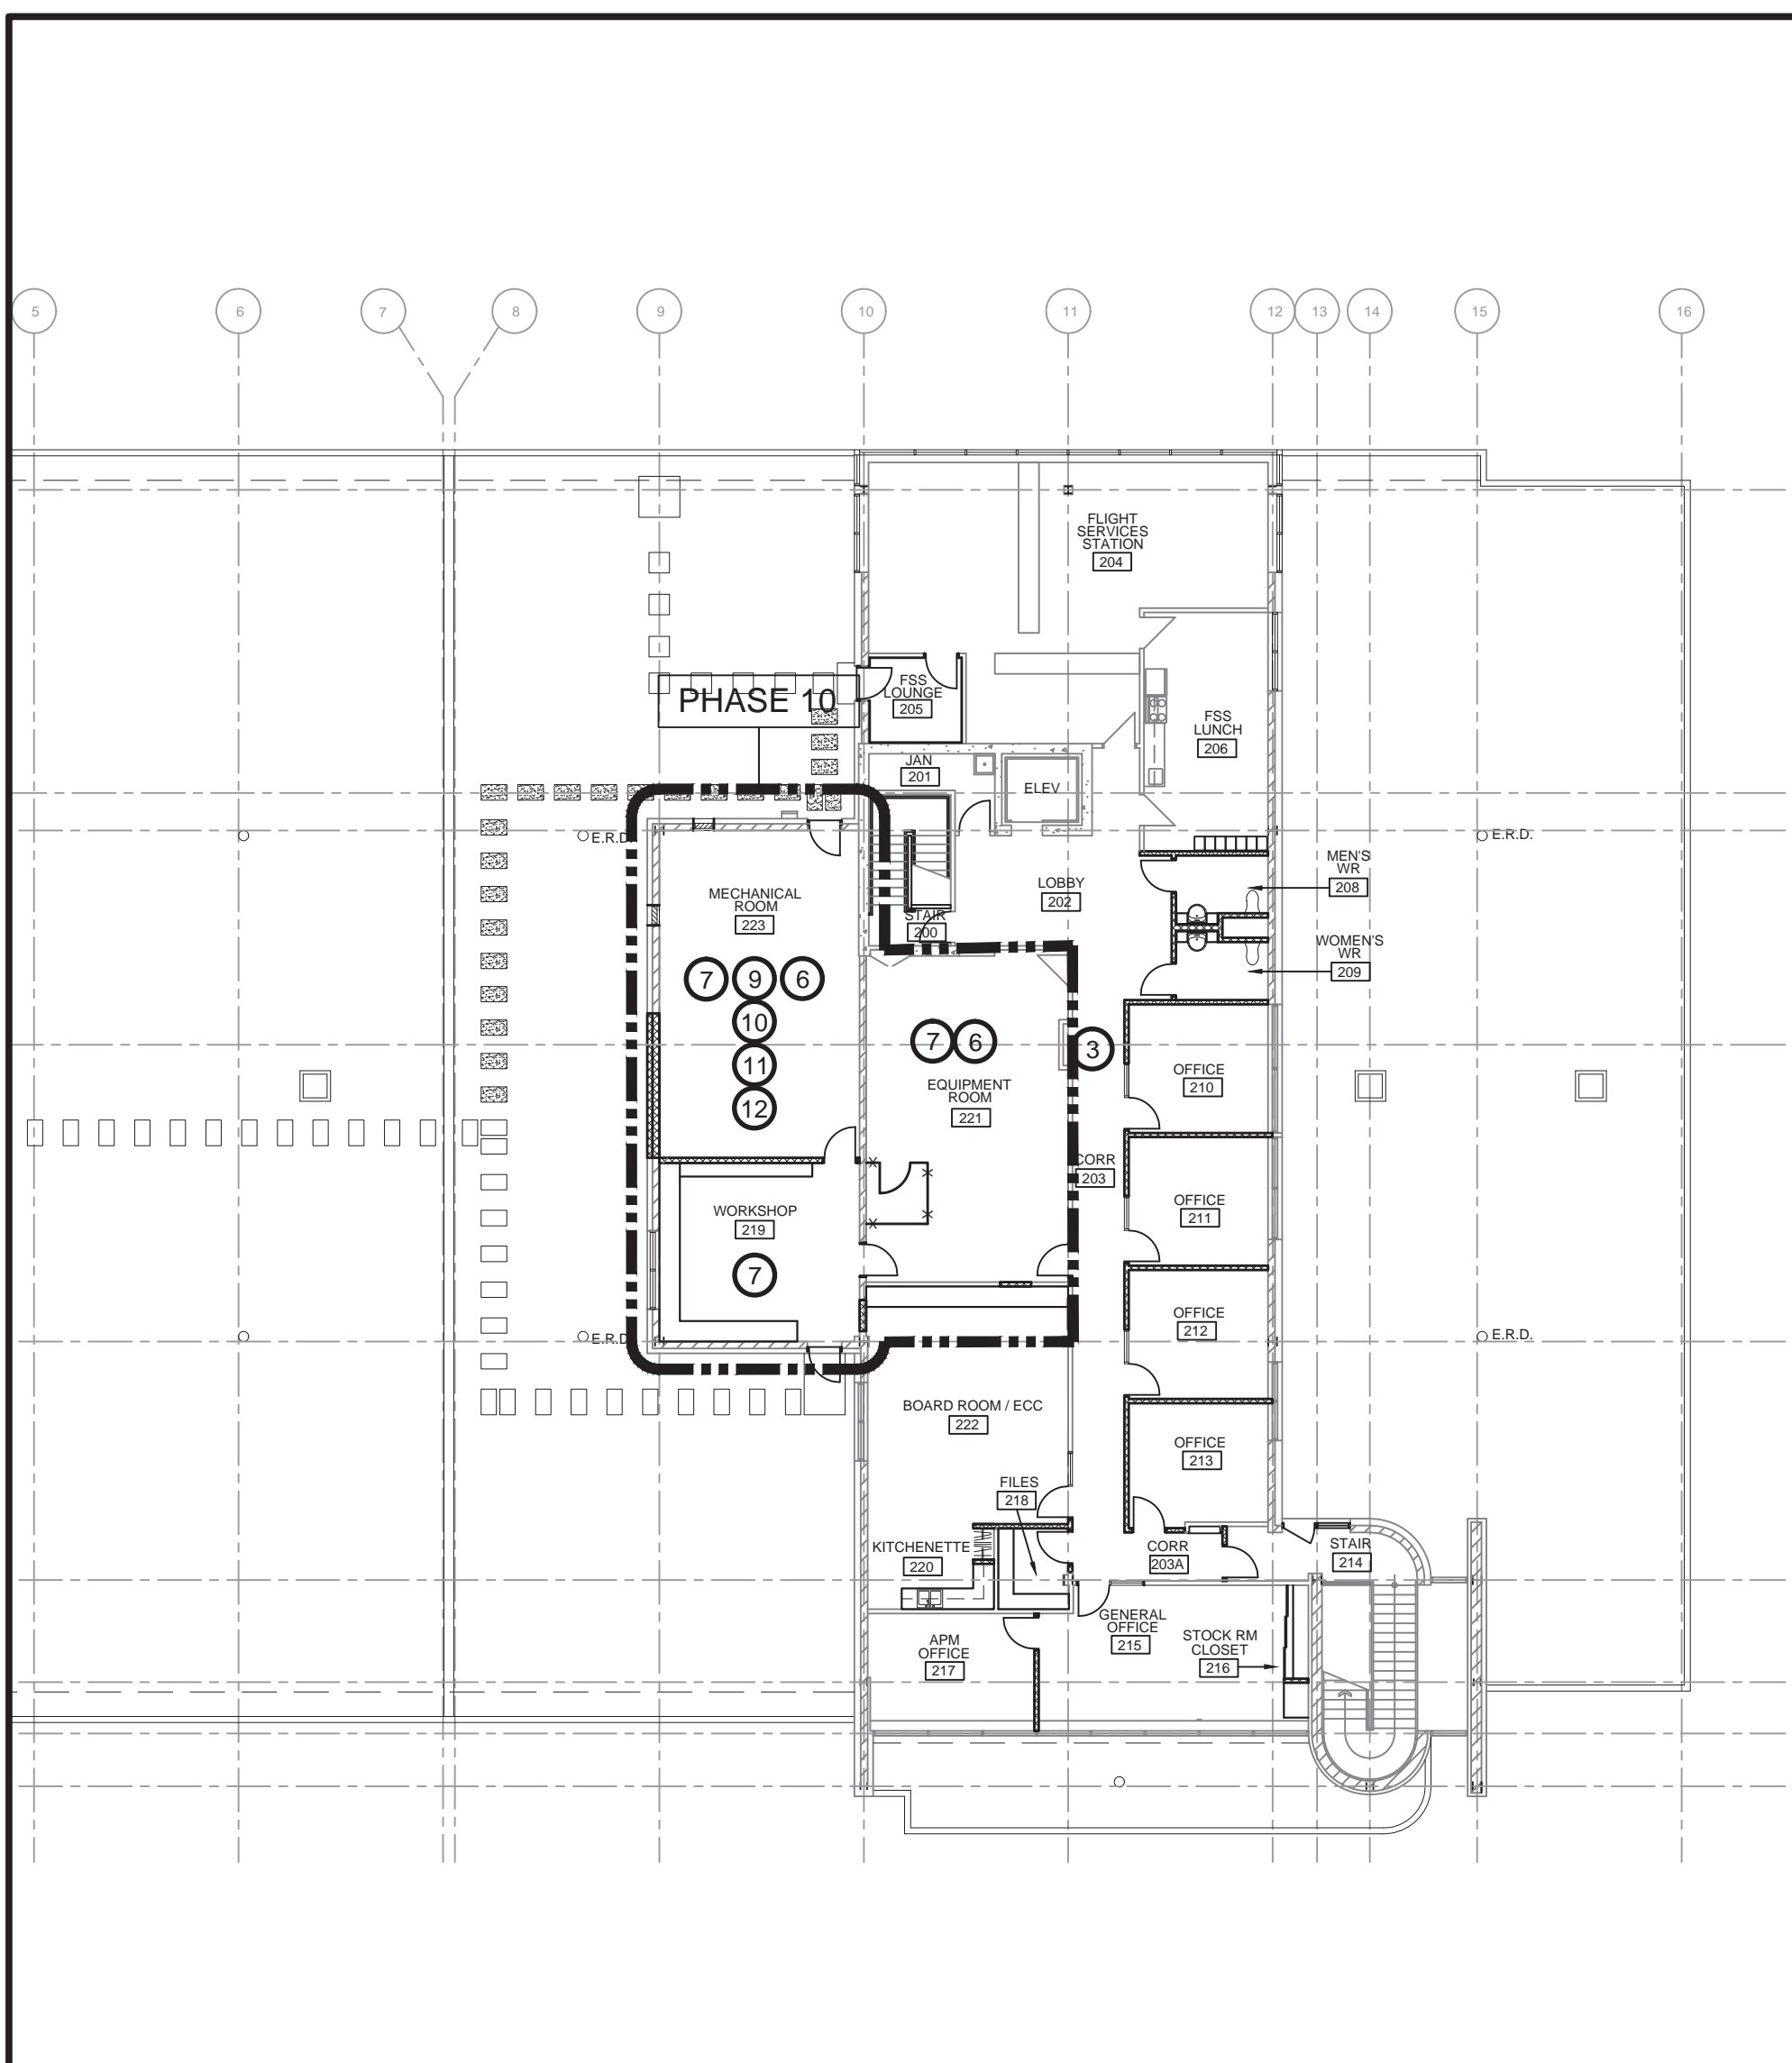 5 6 7 8 9 10 11 12 13 14 15 16
FLIGHT
SERVICES
STATION
204
FSS
LOUNGE
205
PHASE 10
FSS
LUNCH
206
JAN
201
ELEV
E.R.D.
E.R.D.
MEN'S
WR
208
LOBBY
202
MECHANICAL
ROOM
223
STAIR
200
WOMEN'S
WR
209
7 9 6
10
11
12
7 6
3
EQUIPMENT
ROOM
221
OFFICE
210
CORR
203
OFFICE
211
WORKSHOP
219
7
OFFICE
212
E.R.D.
E.R.D.
BOARD ROOM / ECC
222
OFFICE
213
FILES
218
KITCHENETTE
220
CORR
203A
STAIR
214
GENERAL
OFFICE
215
STOCK RM
CLOSET
216
APM
OFFICE
217